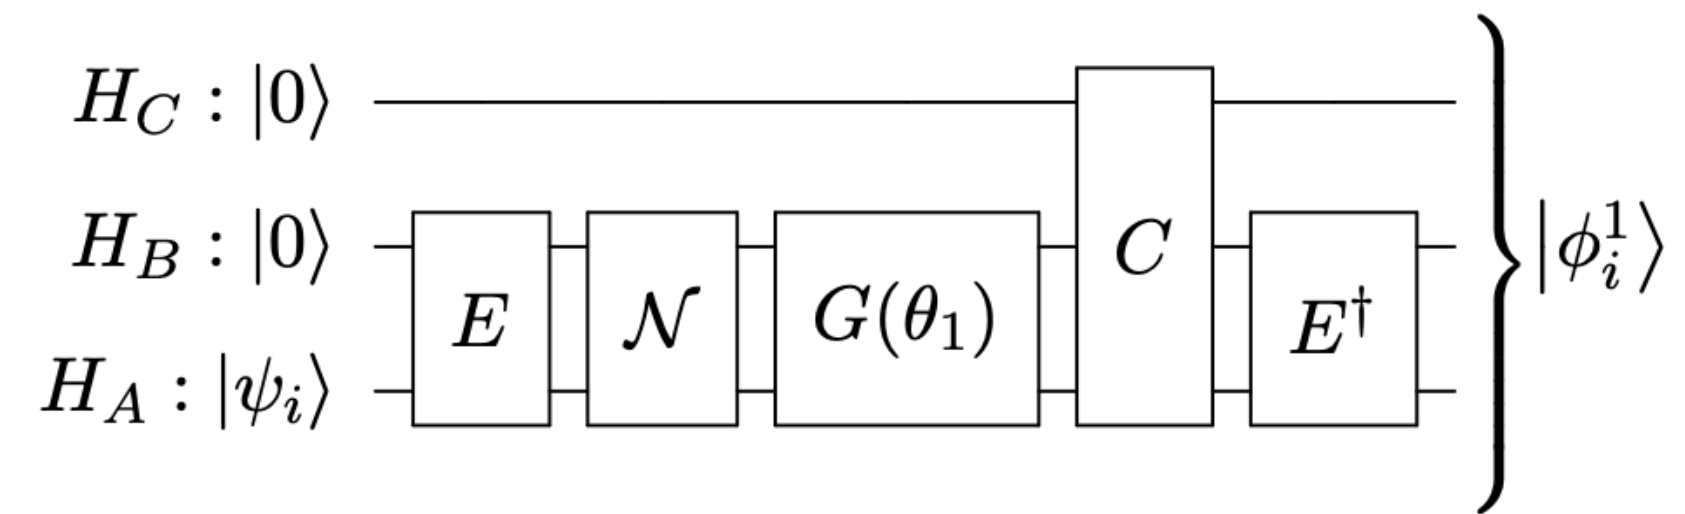 H_C : |0⟩
C
H_B : |0⟩
|ϕ_i^1⟩
E
𝒩
G(θ_1)
E^†
H_A : |ψ_i⟩